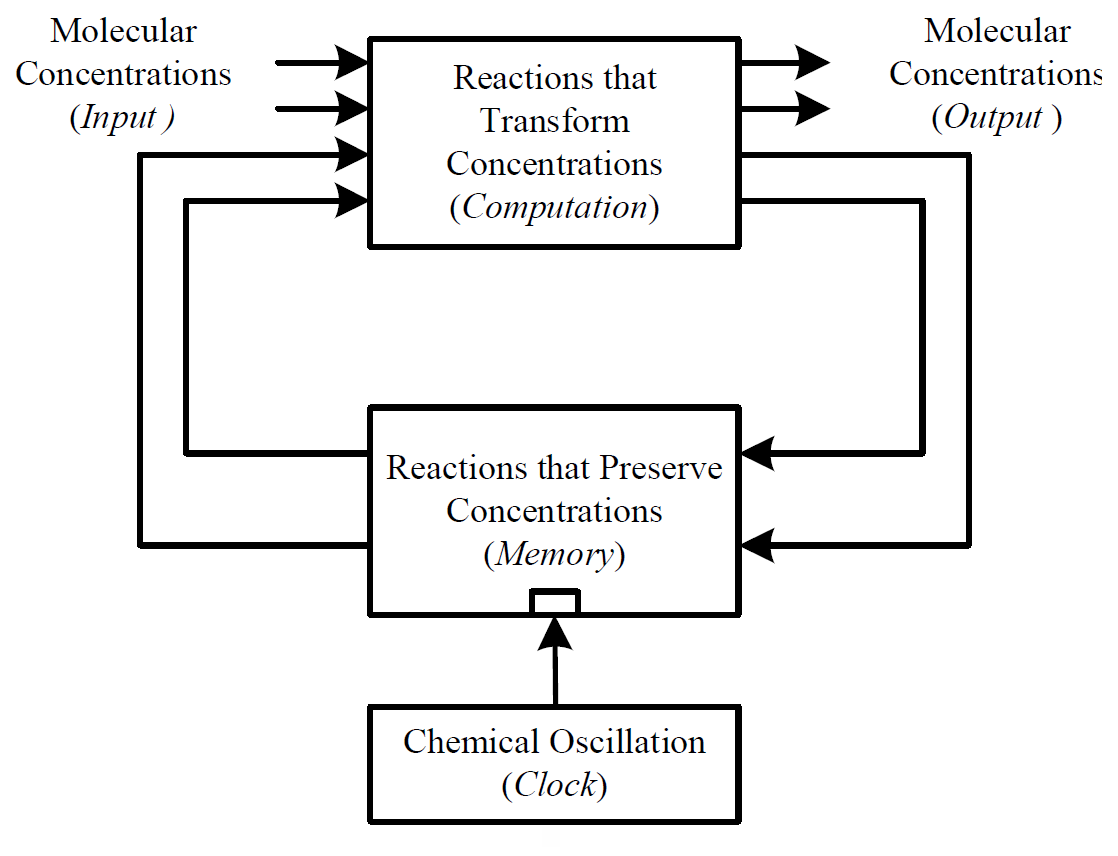 Molecular
Concentrations
(Input )
Reactions that
Transform
Concentrations
(Computation)
Molecular
Concentrations
(Output )
Reactions that Preserve
Concentrations
(Memory)
Chemical Oscillation
(Clock)